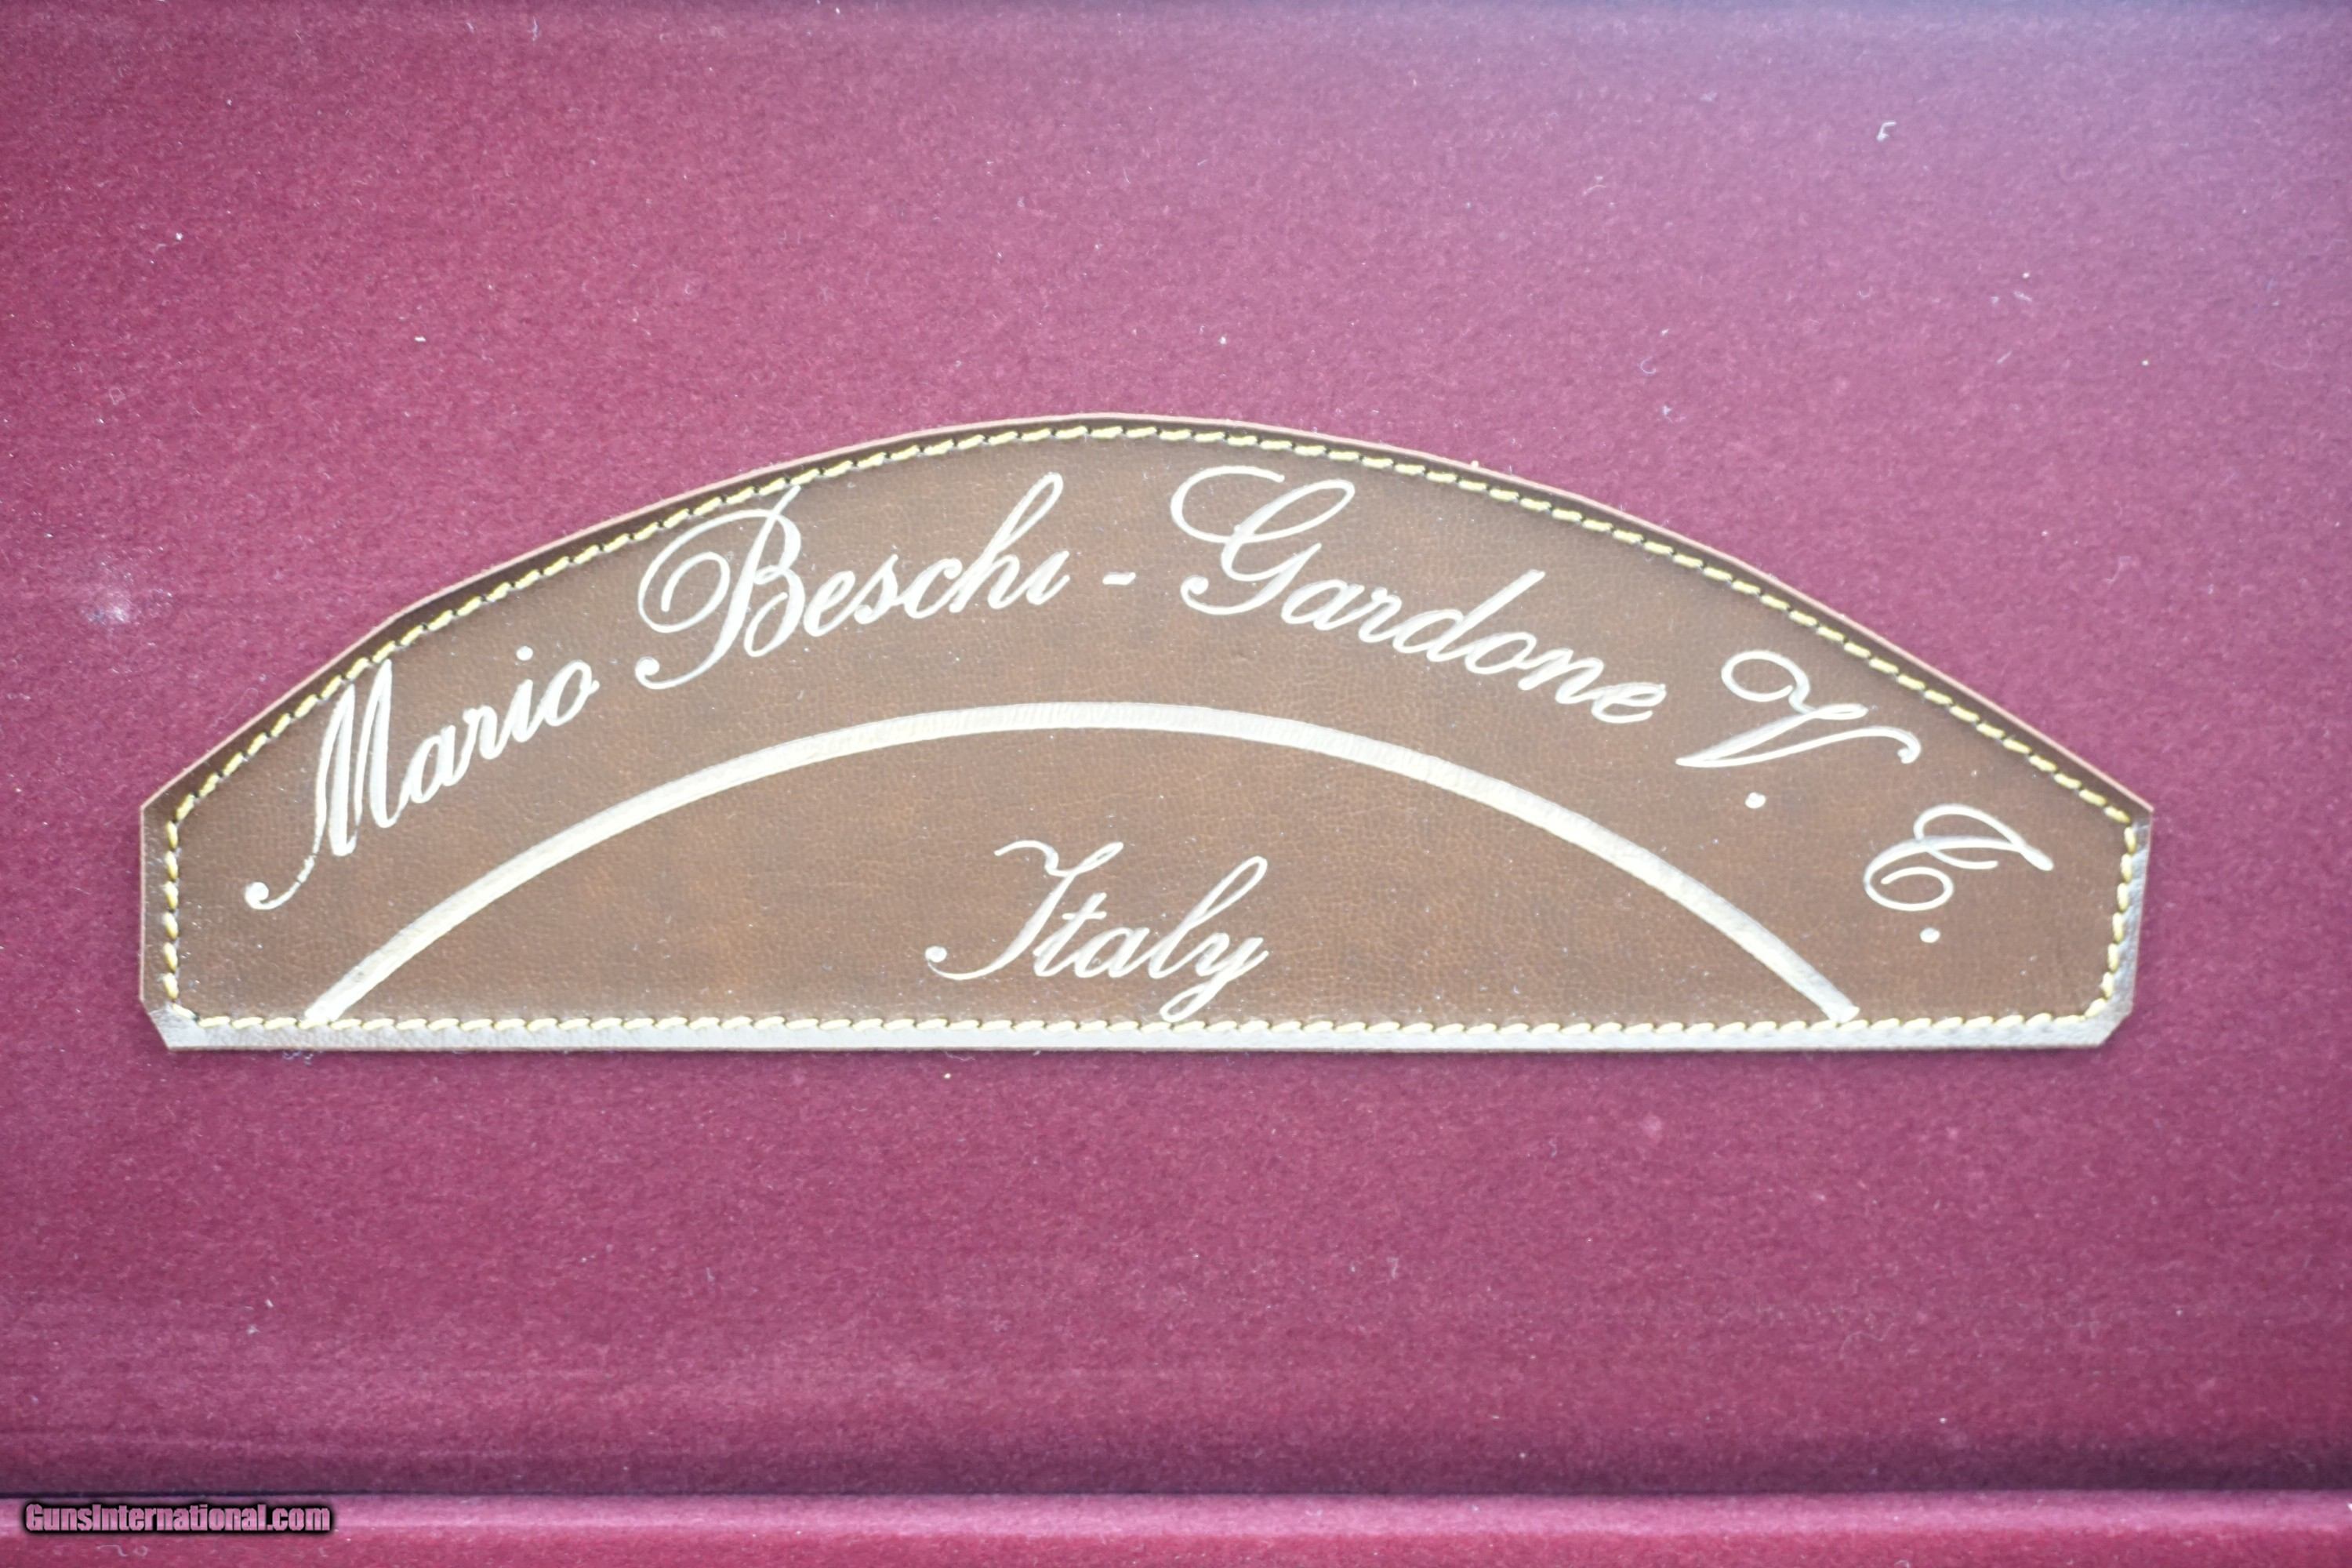 Mario Beschi - Gardone V. T.
Italy
GunsInternational.com